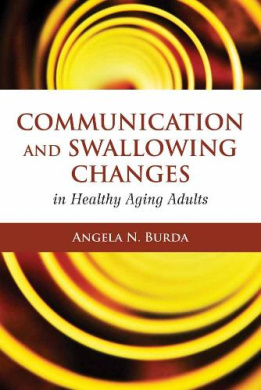 COMMUNICATION
AND SWALLOWING
CHANGES
in Healthy Aging Adults
ANGELA N. BURDA